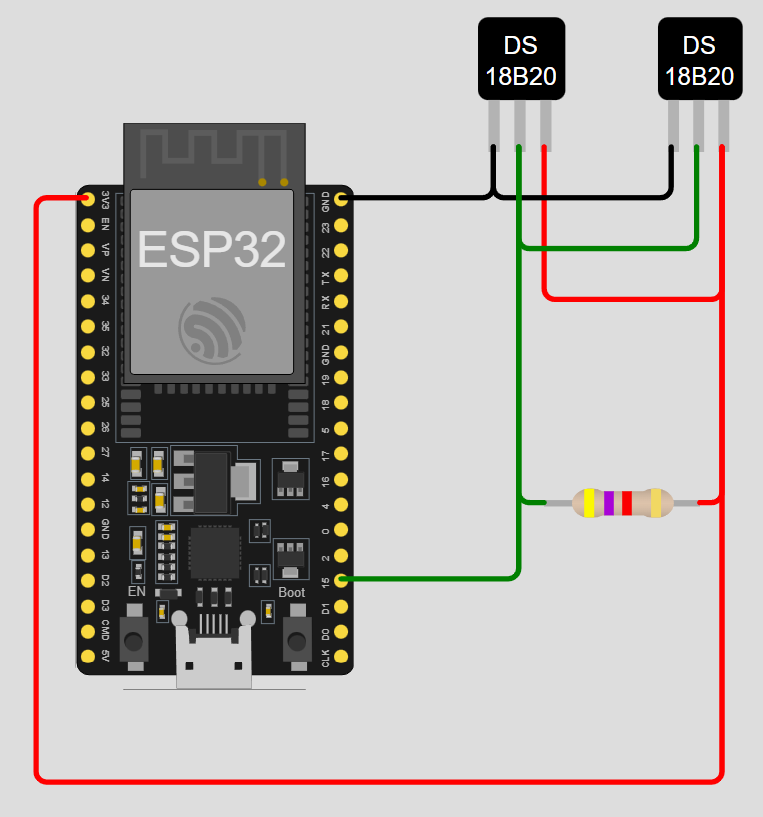 DS
18B20
DS
18B20
ESP32
3V3
EN
VP
VN
34
35
32
33
25
26
27
14
12
GND
13
D2
D3
CMD
5V
GND
23
22
TX
RX
21
GND
19
18
5
17
16
4
0
2
15
D1
D0
CLK
EN
Boot